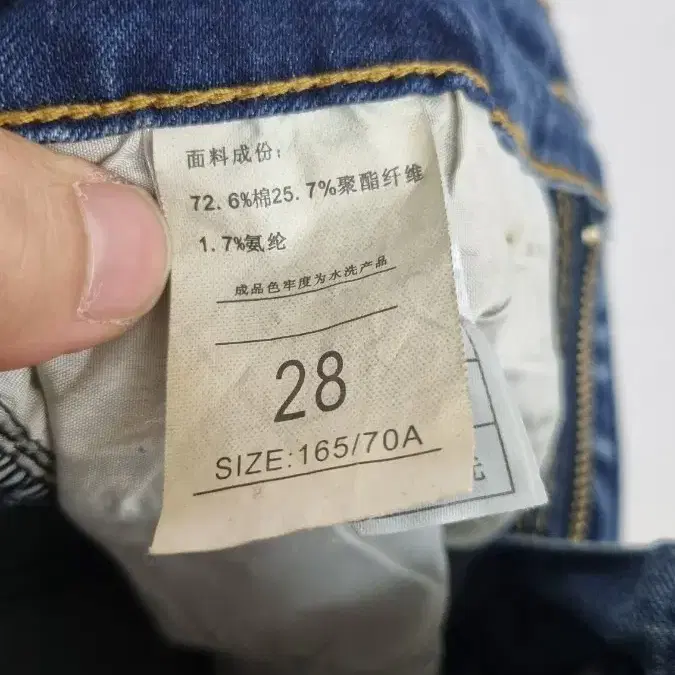 面料成份:
72.6%棉25.7%聚酯纤维
1.7%氨纶
成品色牢度为水洗产品
28
SIZE:165/70A